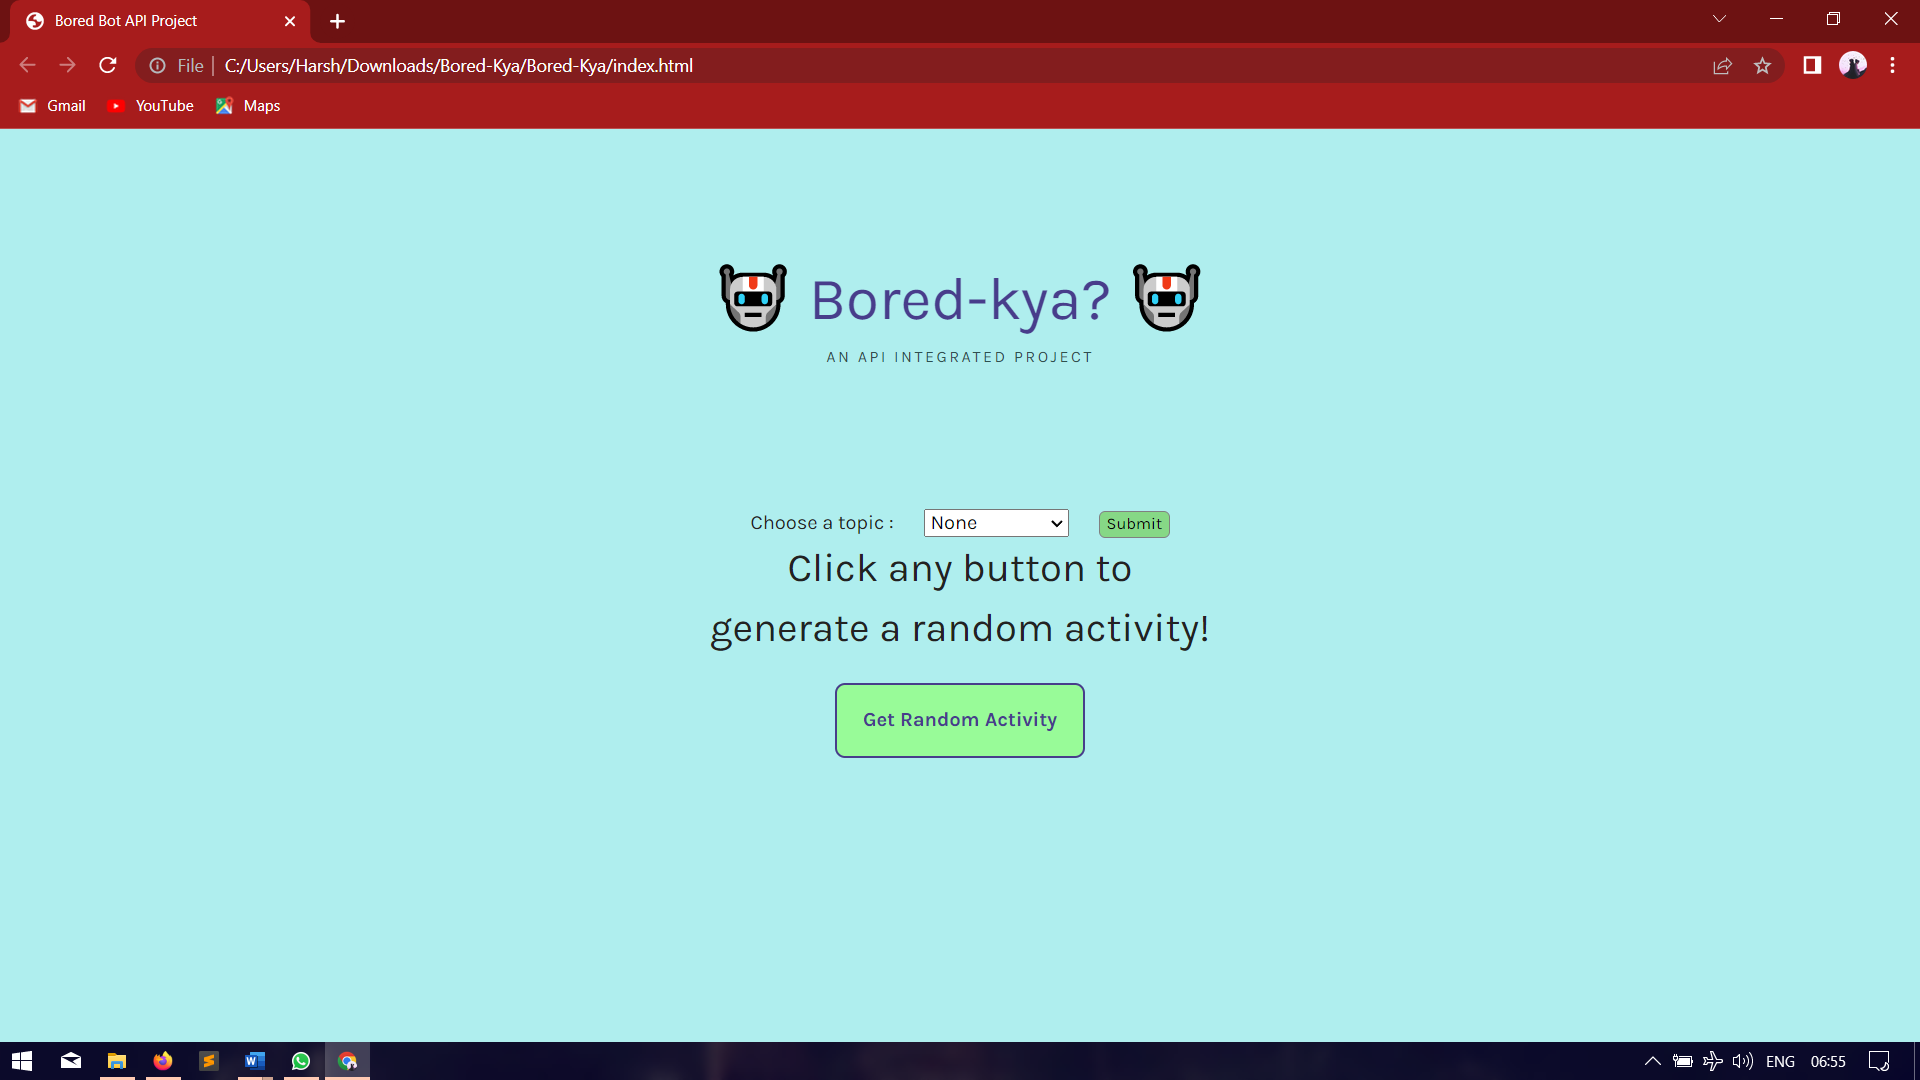 Bored Bot API Project
File
C:/Users/Harsh/Downloads/Bored-Kya/Bored-Kya/index.html
Gmail YouTube Maps
Bored-kya?
AN API INTEGRATED PROJECT
Choose a topic : None Submit
Click any button to
generate a random activity!
Get Random Activity
ENG 06:55